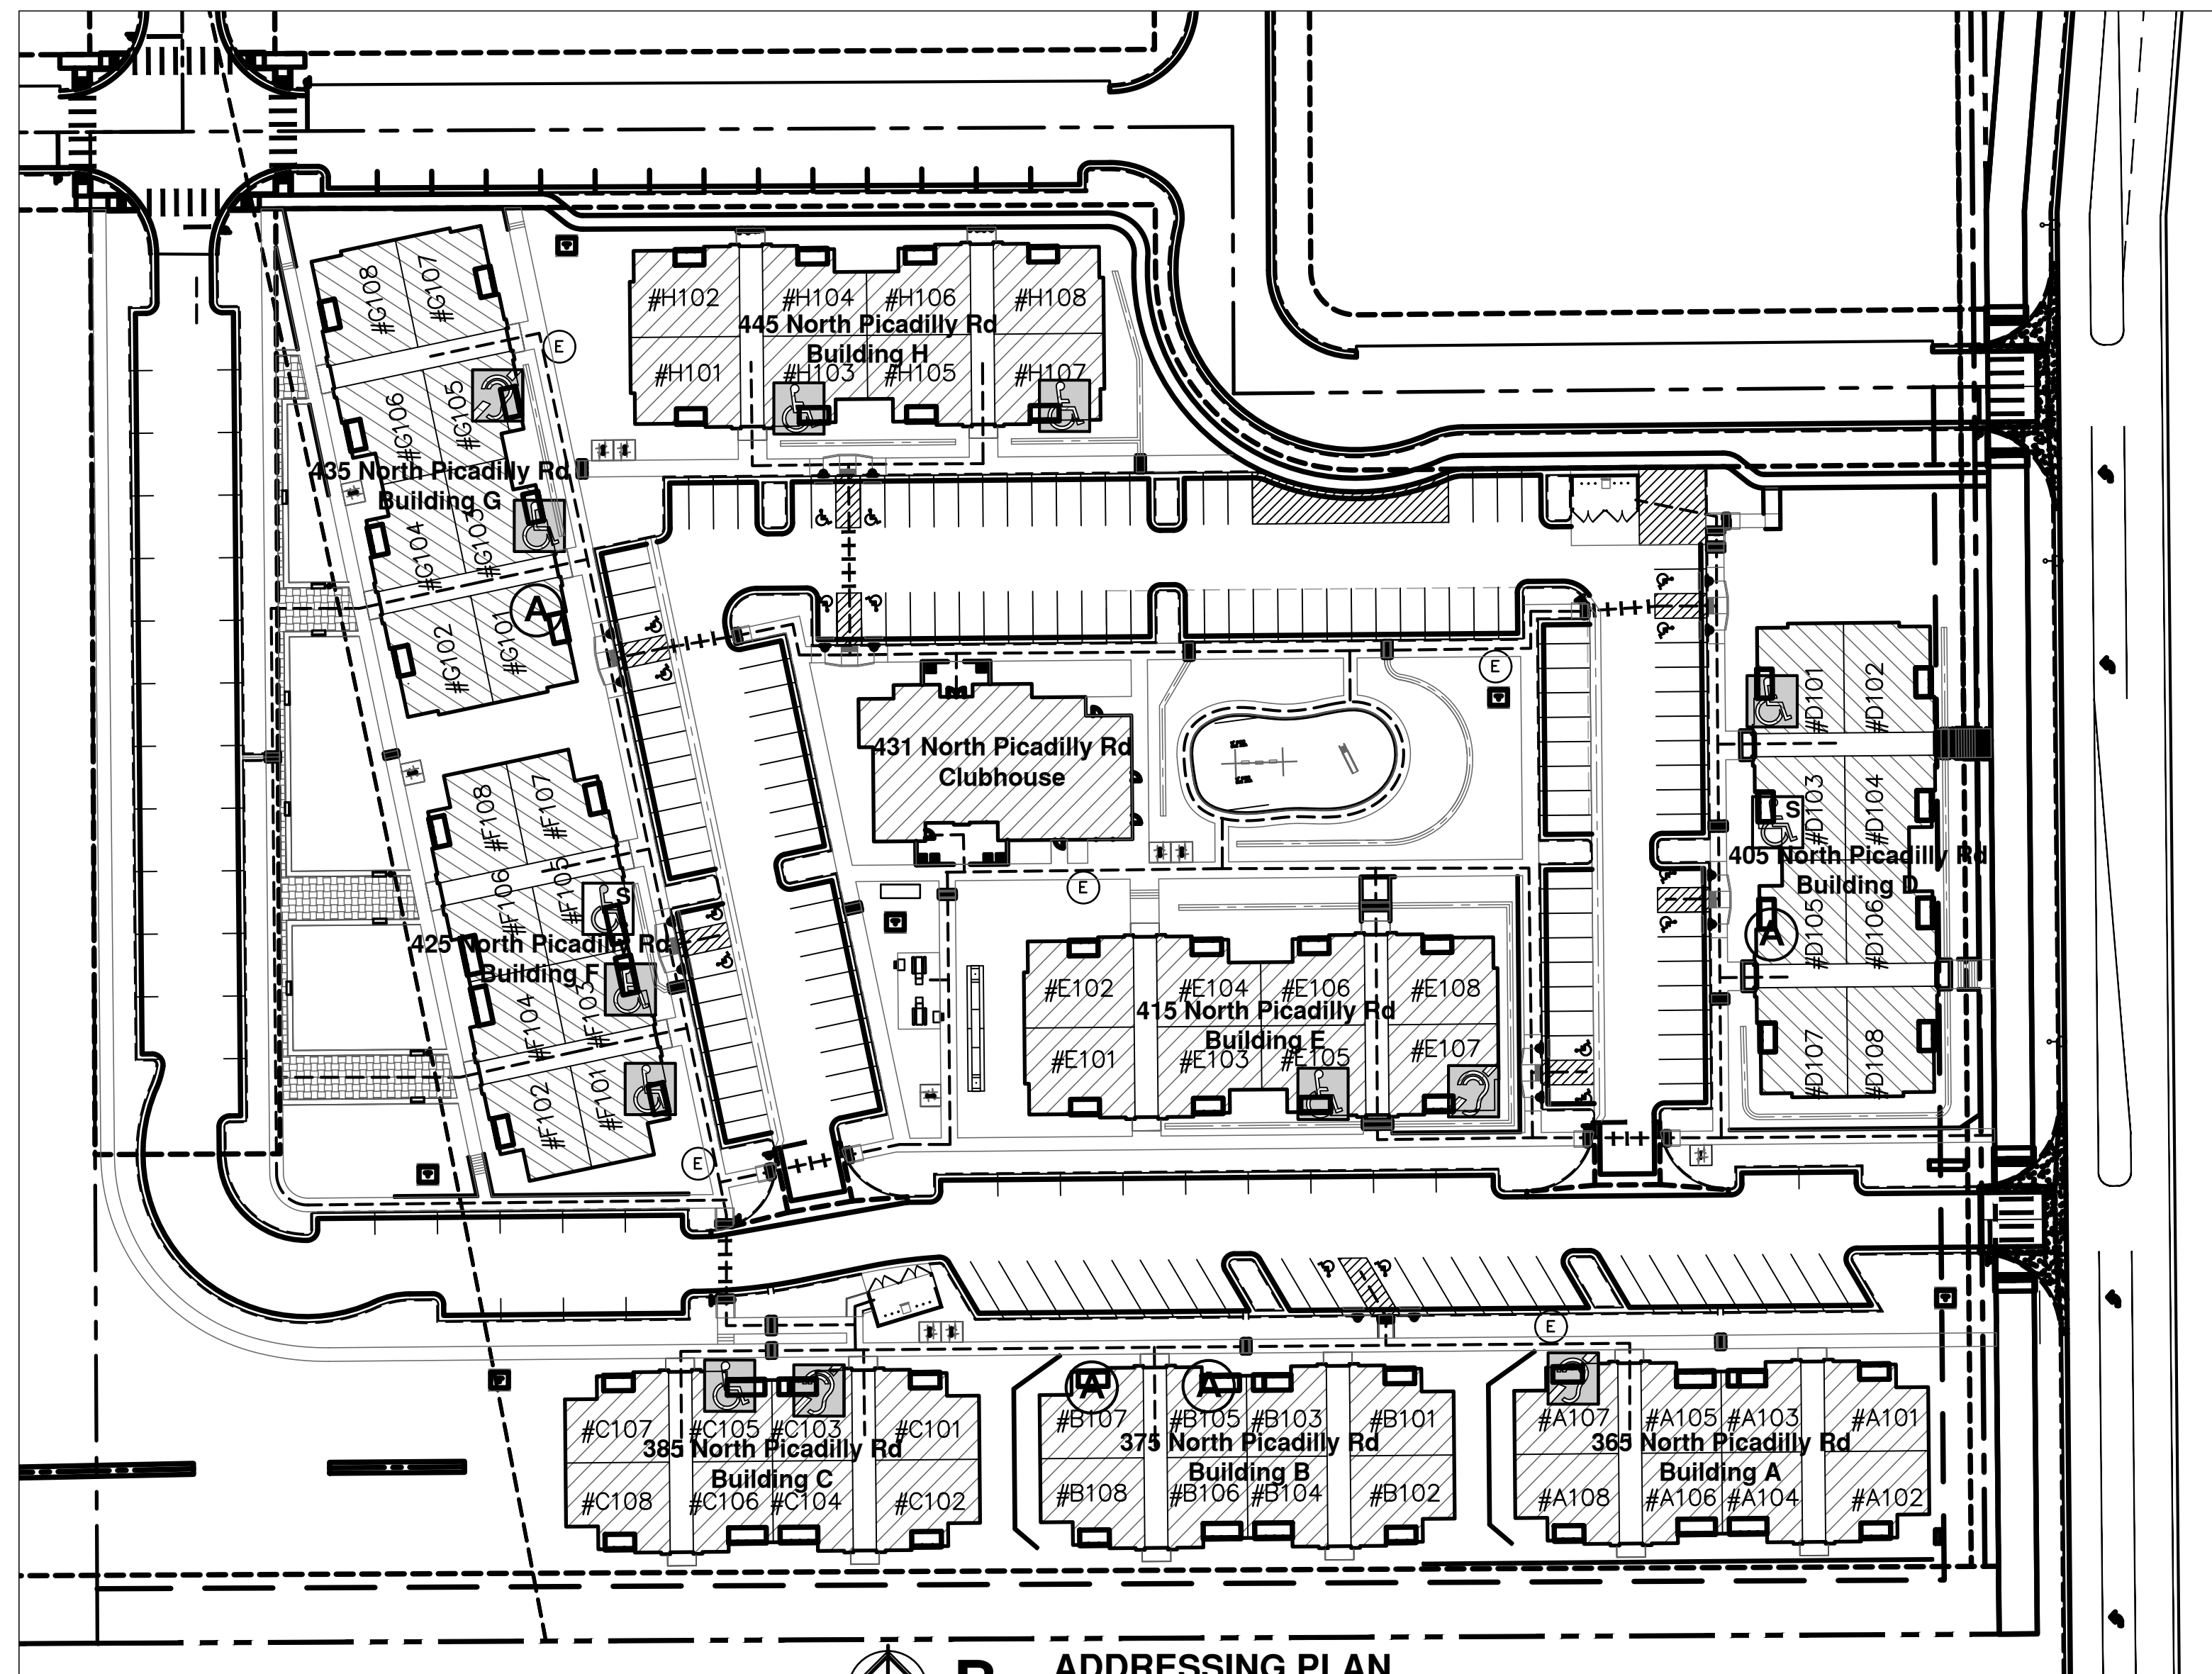 #H102
#H104
#H106
#H108
445 North Picadilly Rd
Building H
#H101
#H103
#H105
#H107
#G108
#G107
#G106
#G105
435 North Picadilly Rd
Building G
#G104
#G103
A
#G102
#G101
E
E
431 North Picadilly Rd
Clubhouse
#D101
#D102
#D103
#D104
S
405 North Picadilly Rd
Building D
#D105
#D106
A
#D107
#D108
#F108
#F107
#F106
#F105
S
425 North Picadilly Rd
Building F
#F104
#F103
#F102
#F101
E
E
#E102
#E104
#E106
#E108
415 North Picadilly Rd
Building E
#E101
#E103
#E105
#E107
E
#C107
#C105
#C103
#C101
385 North Picadilly Rd
Building C
#C108
#C106
#C104
#C102
A
A
#B107
#B105
#B103
#B101
375 North Picadilly Rd
Building B
#B108
#B106
#B104
#B102
#A107
#A105
#A103
#A101
365 North Picadilly Rd
Building A
#A108
#A106
#A104
#A102
ADDRESSING PLAN